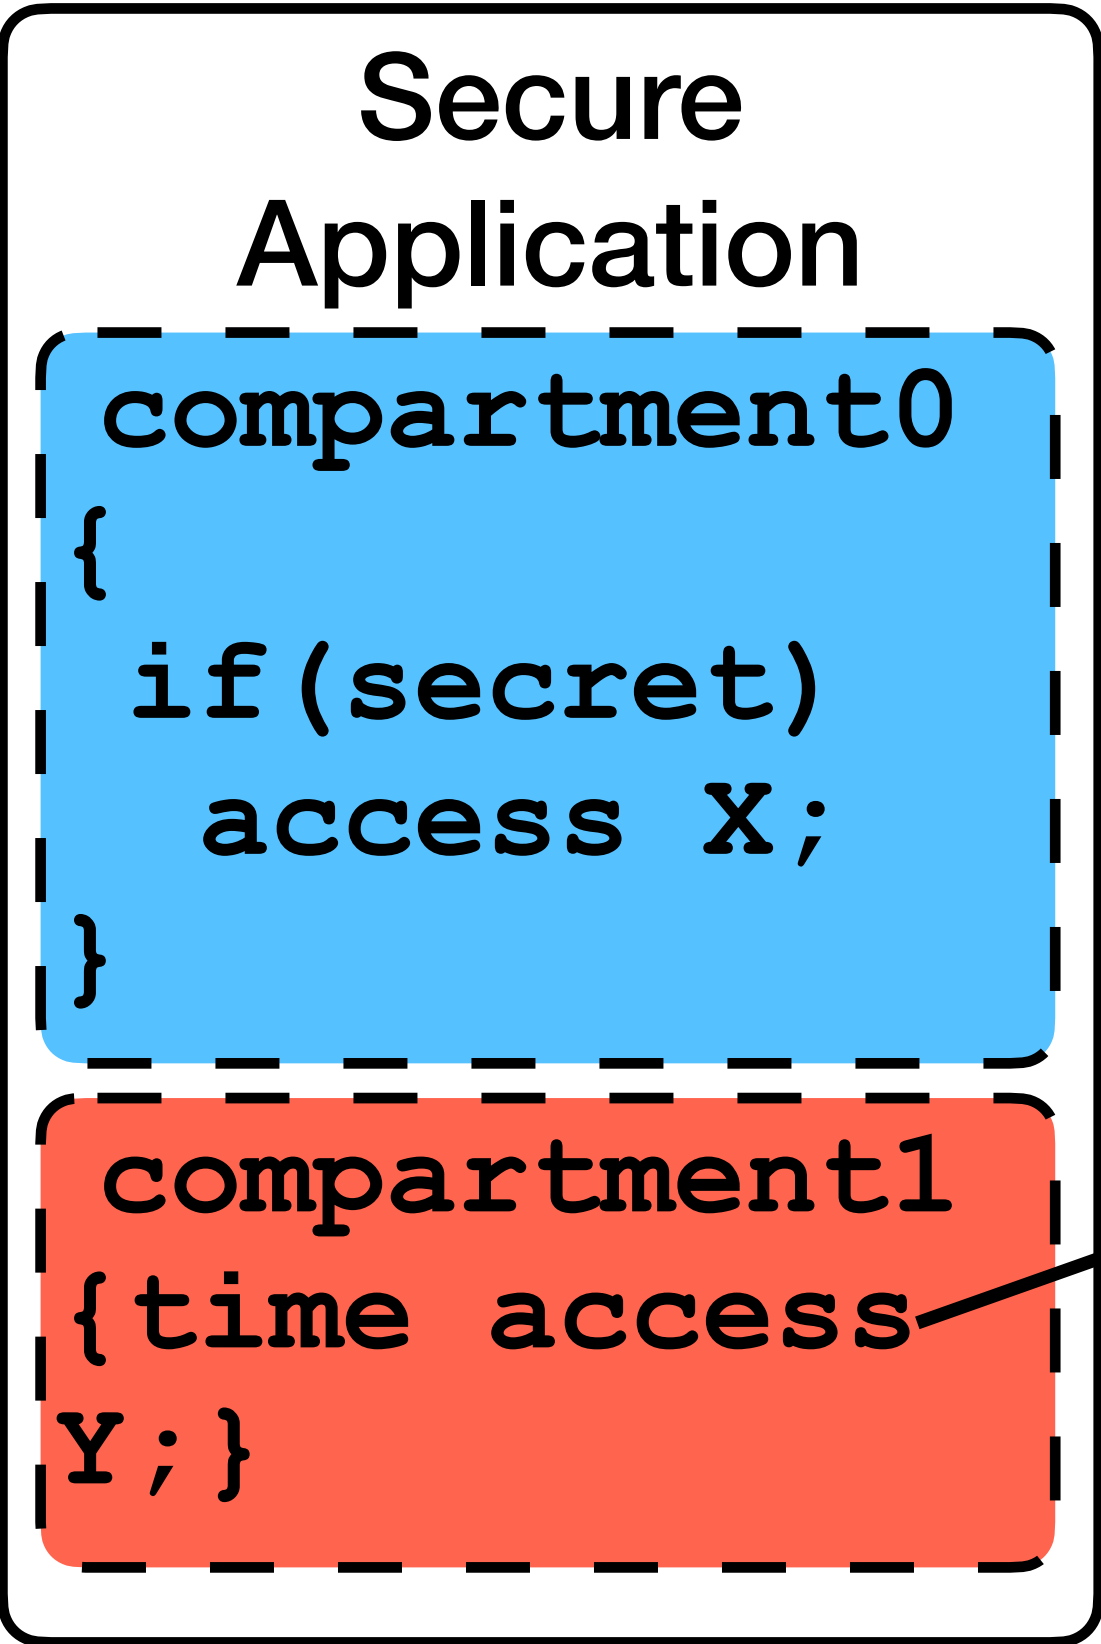 Secure
Application
compartment0
{
if(secret)
access X;
}
compartment1
{time access
Y;}